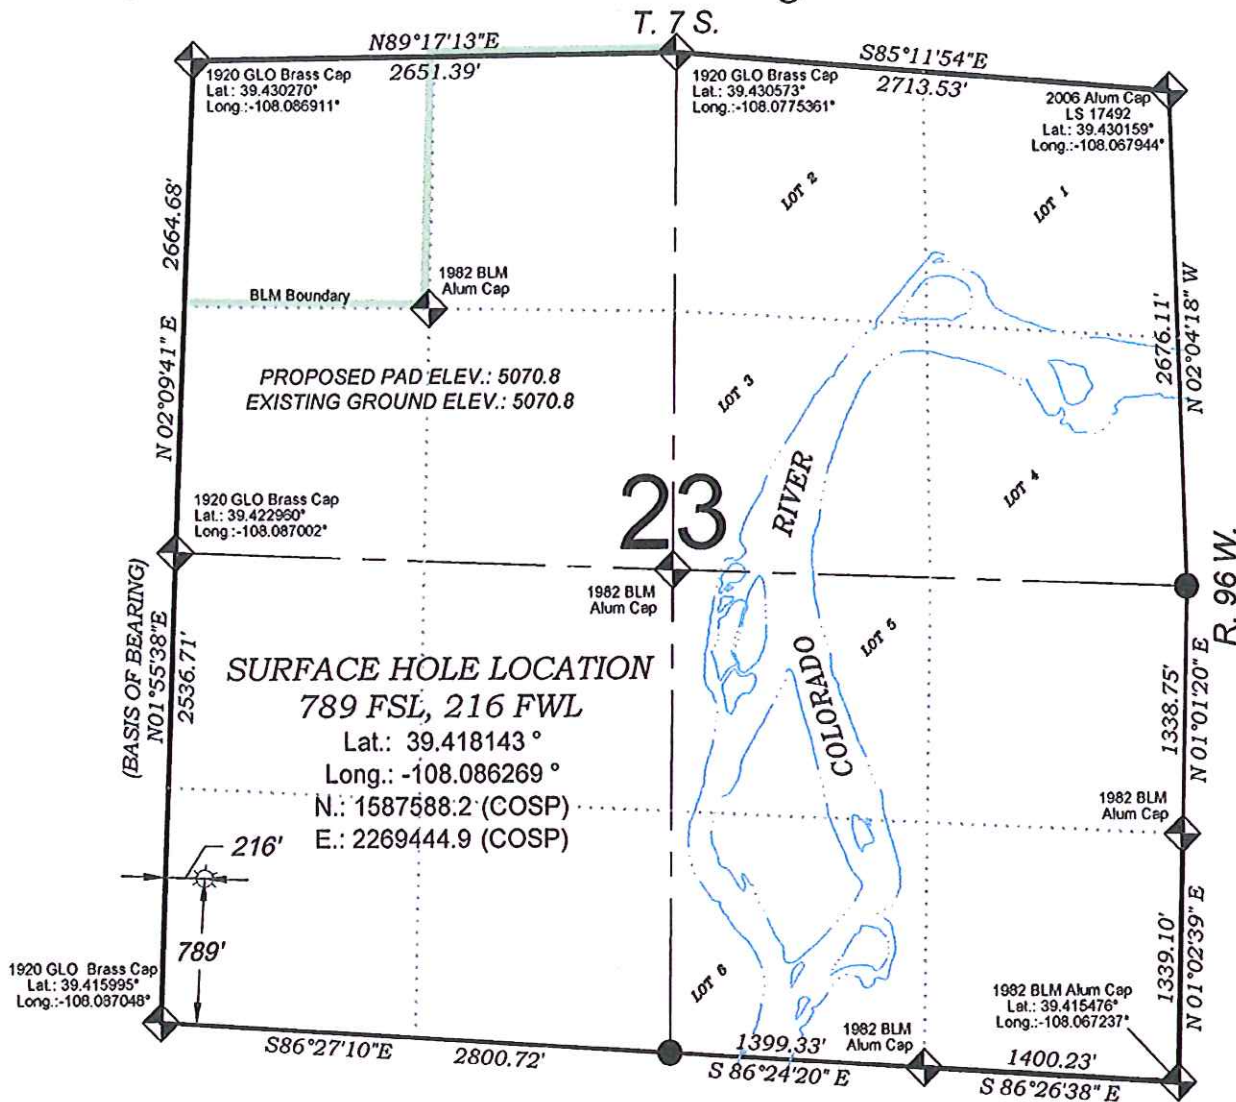 T. 7 S.
N89°17'13"E
2651.39'
S85°11'54"E
2713.53'
1920 GLO Brass Cap
Lat.: 39.430270°
Long.:-108.086911°
1920 GLO Brass Cap
Lat.: 39.430573°
Long.:-108.0775361°
2006 Alum Cap
LS 17492
Lat.: 39.430159°
Long.:-108.067944°
LOT 2
LOT 1
2664.68'
N 02°09'41" E
BLM Boundary
1982 BLM
Alum Cap
2676.11'
N 02°04'18" W
PROPOSED PAD ELEV.: 5070.8
EXISTING GROUND ELEV.: 5070.8
LOT 3
LOT 4
RIVER
1920 GLO Brass Cap
Lat.: 39.422960°
Long.:-108.087002°
23
1982 BLM
Alum Cap
R. 96 W.
(BASIS OF BEARING)
N01°55'38"E
2536.71'
LOT 5
COLORADO
SURFACE HOLE LOCATION
789 FSL, 216 FWL
Lat.: 39.418143 °
Long.: -108.086269 °
N.: 1587588.2 (COSP)
E.: 2269444.9 (COSP)
1338.75'
N 01°01'20" E
1982 BLM
Alum Cap
216'
789'
1920 GLO Brass Cap
Lat.: 39.415995°
Long.:-108.087048°
LOT 6
1339.10'
N 01°02'39" E
1982 BLM Alum Cap
Lat.: 39.415476°
Long.:-108.067237°
1982 BLM
Alum Cap
S86°27'10"E
2800.72'
1399.33'
S 86°24'20" E
1400.23'
S 86°26'38" E